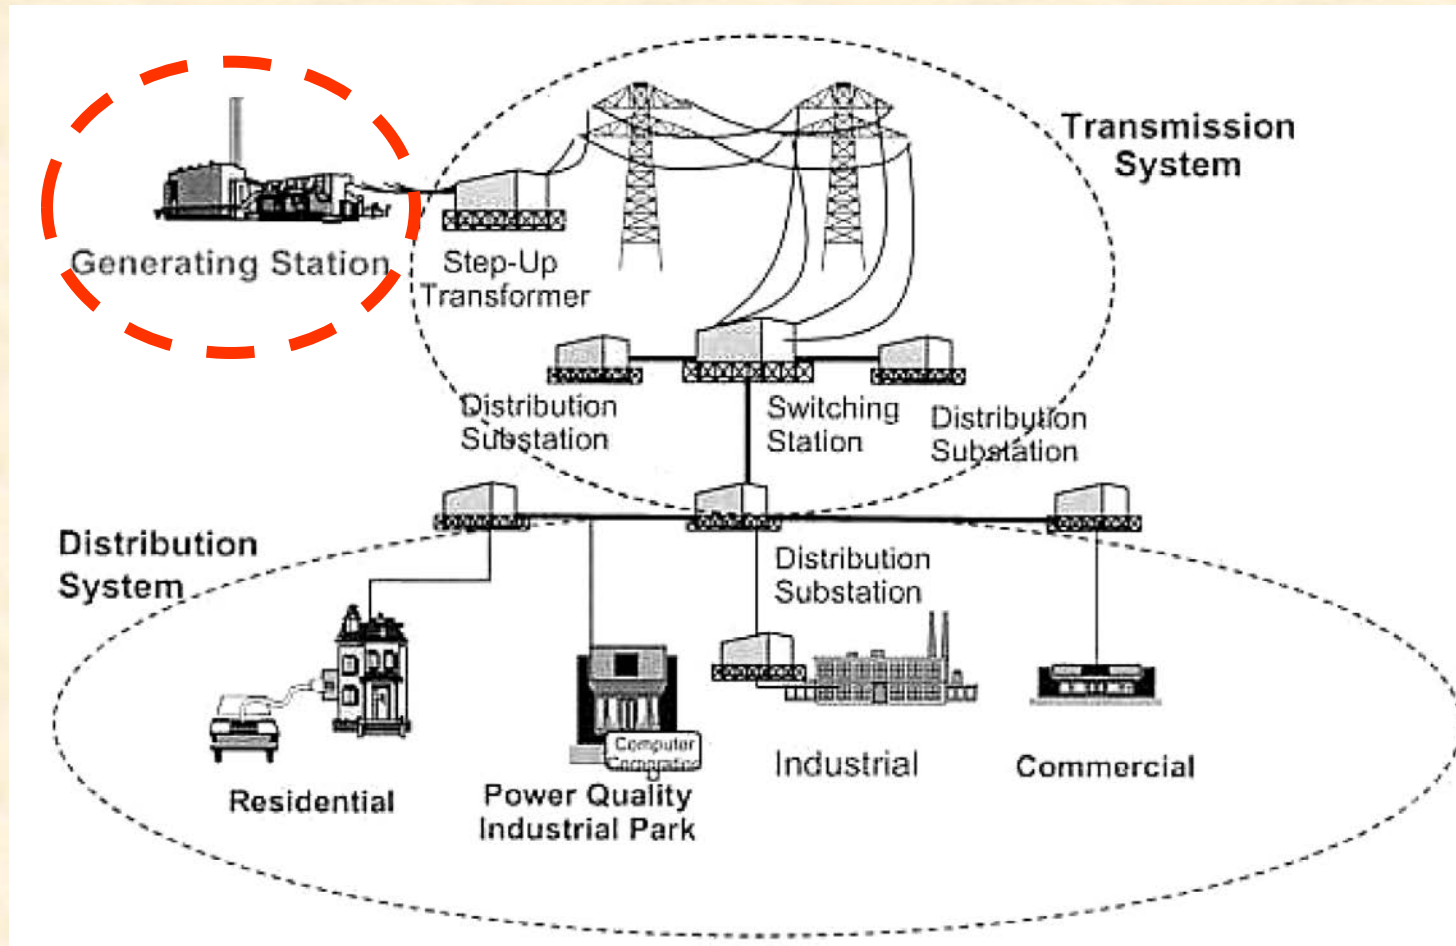 Transmission
System
Generating Station
Step-Up
Transformer
Distribution
Substation
Switching
Station
Distribution
Substation
Distribution
System
Distribution
Substation
Computer
Corporation
Industrial
Commercial
Residential
Power Quality
Industrial Park